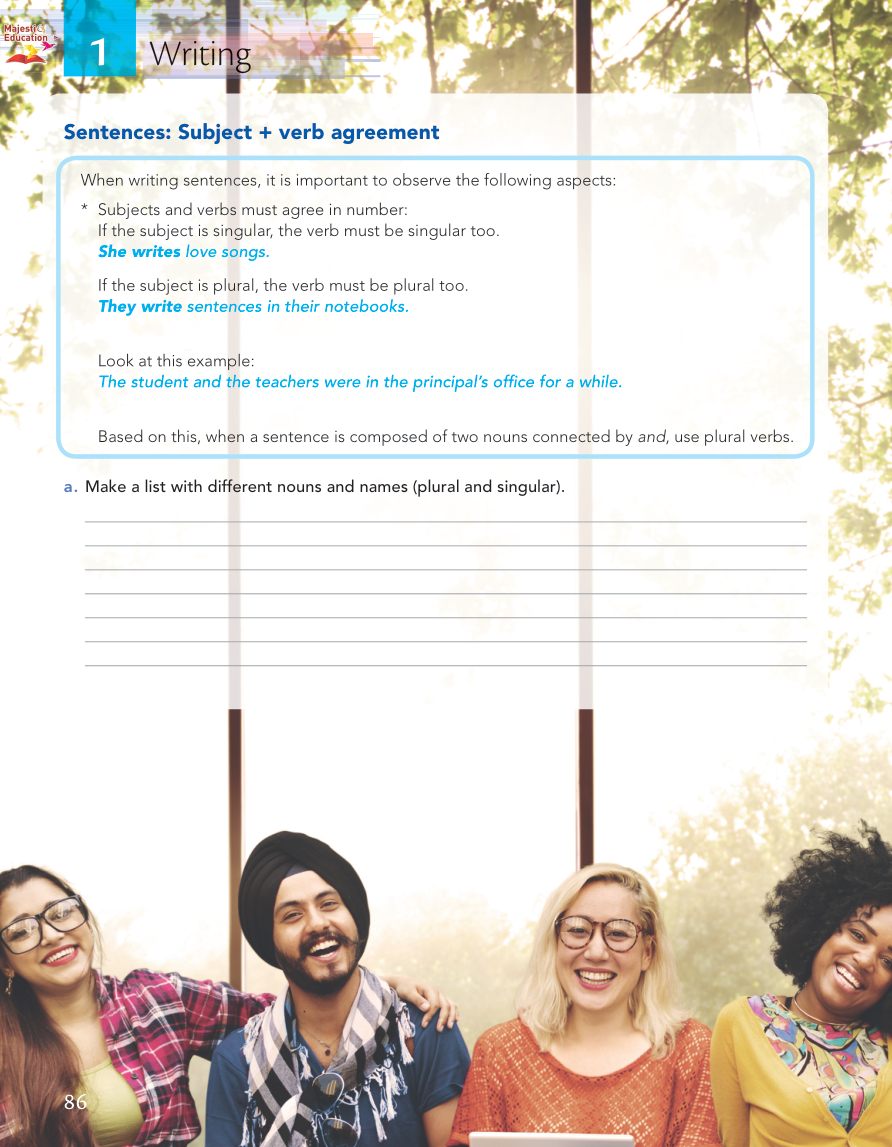 Majestic
Education
1
Writing
Sentences: Subject + verb agreement
When writing sentences, it is important to observe the following aspects:
* Subjects and verbs must agree in number:
If the subject is singular, the verb must be singular too.
She writes love songs.
If the subject is plural, the verb must be plural too.
They write sentences in their notebooks.
Look at this example:
The student and the teachers were in the principal’s office for a while.
Based on this, when a sentence is composed of two nouns connected by and, use plural verbs.
a. Make a list with different nouns and names (plural and singular).
86